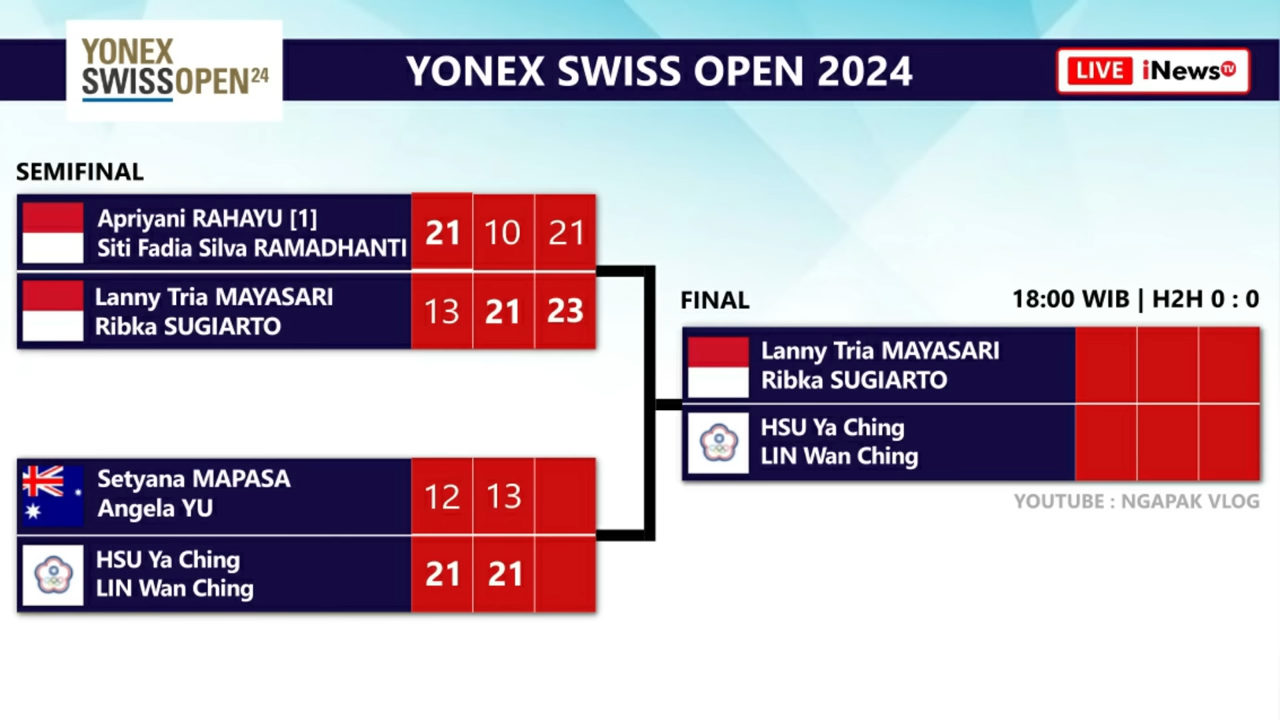 YONEX
SWISSOPEN24
YONEX SWISS OPEN 2024
LIVE iNewsTV
SEMIFINAL
Apriyani RAHAYU [1]
Siti Fadia Silva RAMADHANTI
21 10 21
Lanny Tria MAYASARI
Ribka SUGIARTO
13 21 23
Setyana MAPASA
Angela YU
12 13
HSU Ya Ching
LIN Wan Ching
21 21
FINAL
18:00 WIB | H2H 0 : 0
Lanny Tria MAYASARI
Ribka SUGIARTO
HSU Ya Ching
LIN Wan Ching
YOUTUBE : NGAPAK VLOG